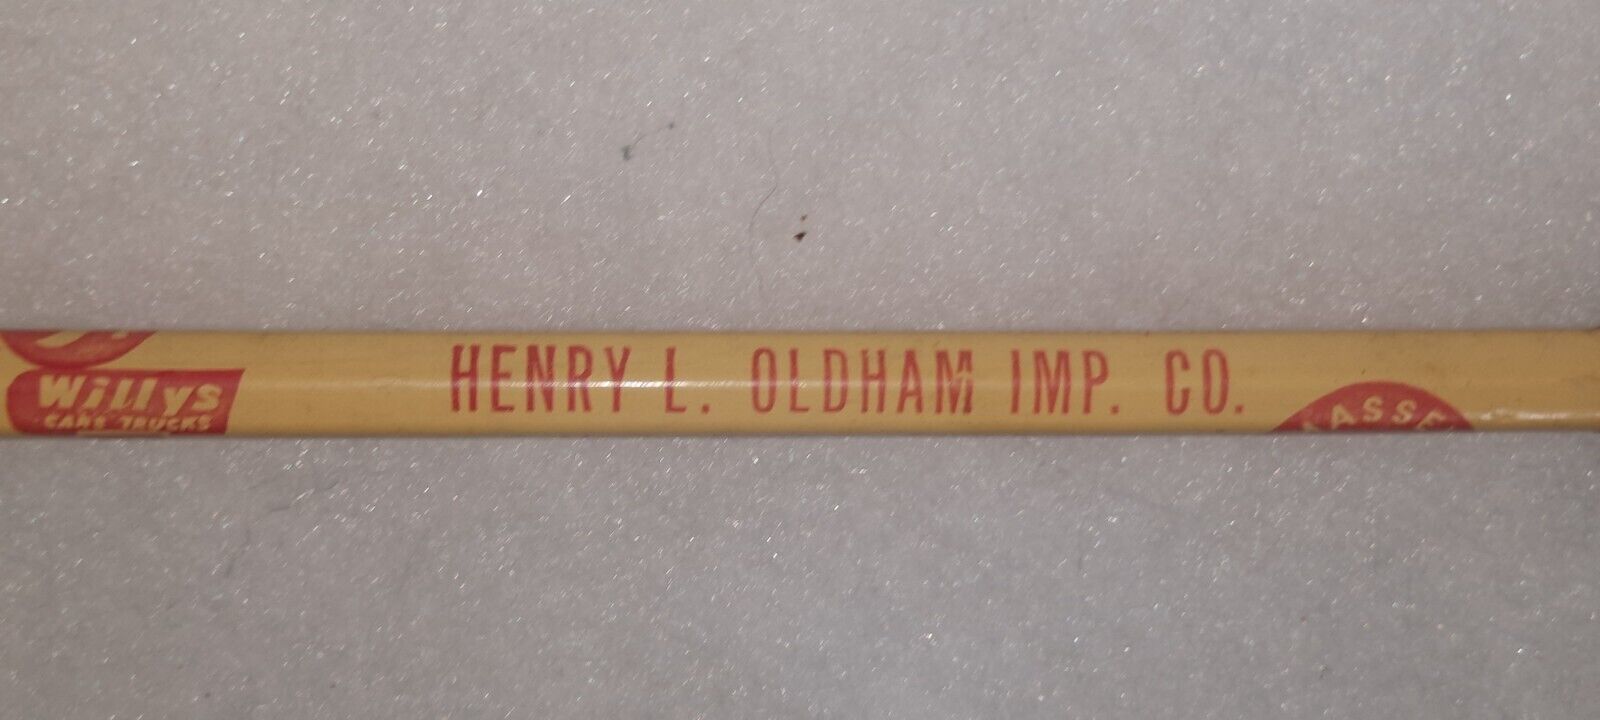 Willys
CARS TRUCKS
HENRY L. OLDHAM IMP. CO.